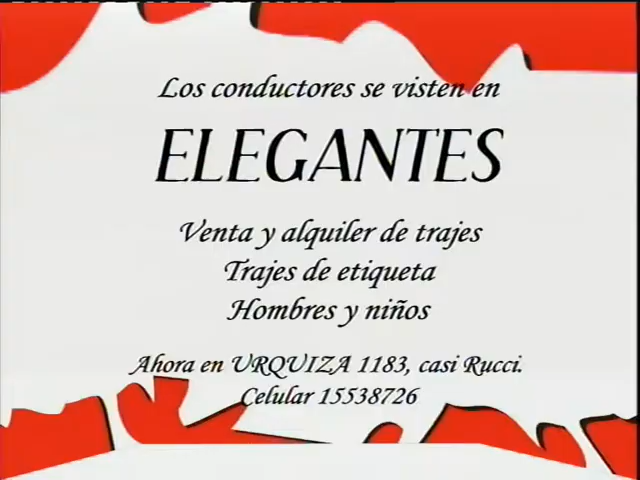 Los conductores se visten en
ELEGANTES
Venta y alquiler de trajes
Trajes de etiqueta
Hombres y niños
Ahora en URQUIZA 1183, casi Rucci.
Celular 15538726